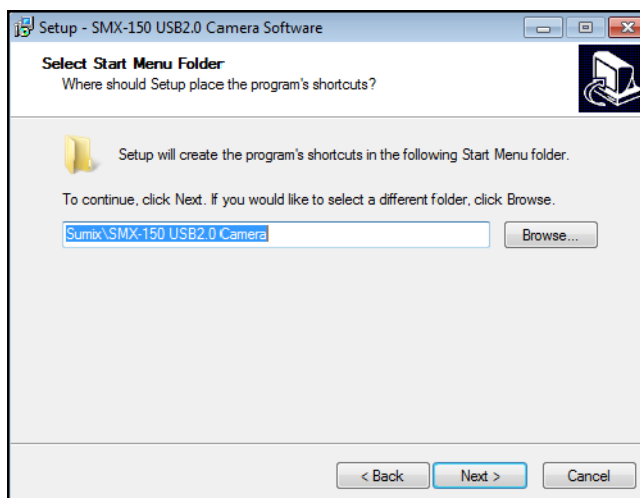 Setup - SMX-150 USB2.0 Camera Software
Select Start Menu Folder
Where should Setup place the program's shortcuts?
Setup will create the program's shortcuts in the following Start Menu folder.
To continue, click Next. If you would like to select a different folder, click Browse.
Sumix\SMX-150 USB2.0 Camera
Browse...
< Back
Next >
Cancel